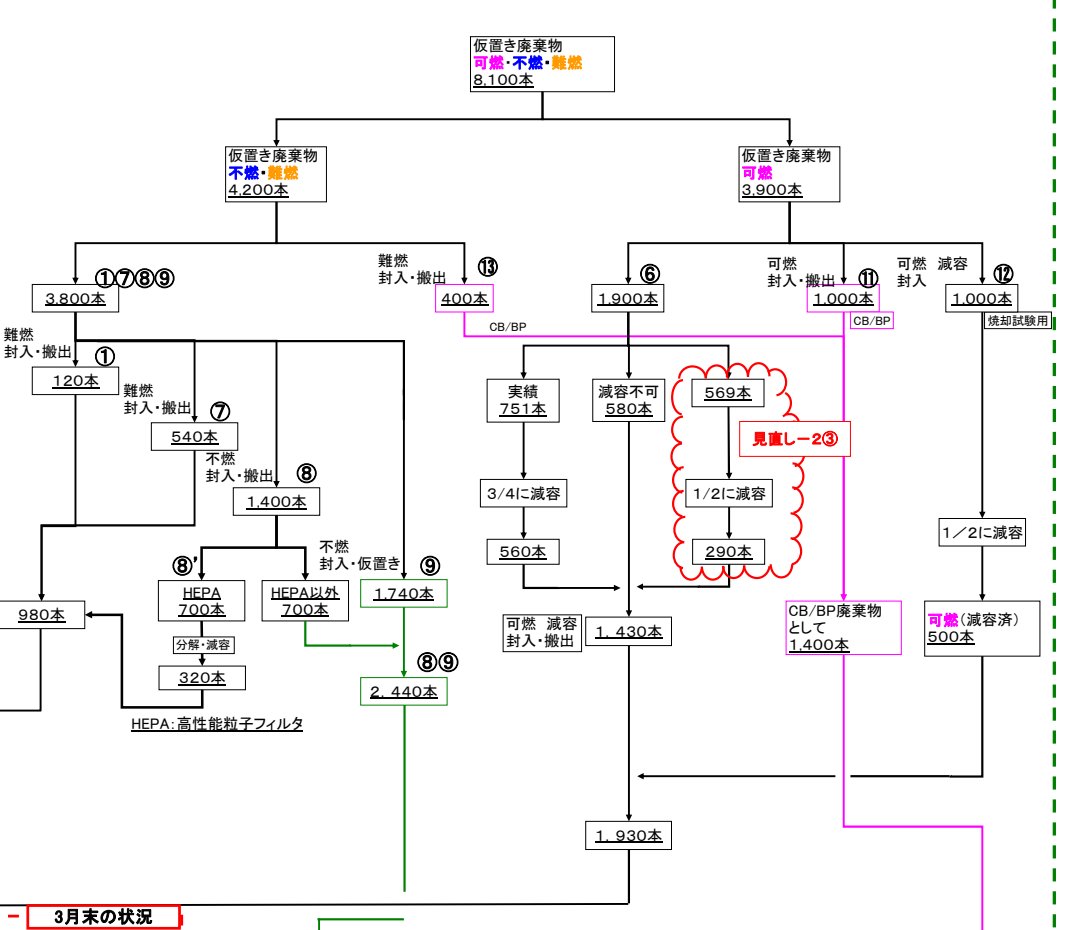 仮置き廃棄物
可燃・不燃・難燃
8,100本
仮置き廃棄物
不燃・難燃
4,200本
仮置き廃棄物
可燃
3,900本
①⑦⑧⑨
3,800本
難燃
封入・搬出
⑬
400本
⑥
1,900本
可燃
封入・搬出
⑪
1,000本
CB/BP
可燃 減容
封入
⑫
1,000本
焼却試験用
CB/BP
難燃
封入・搬出
①
120本
難燃
封入・搬出
⑦
540本
不燃
封入・搬出
⑧
1,400本
実績
751本
減容不可
580本
569本
見直し-2③
3/4に減容
1/2に減容
1/2に減容
560本
290本
不燃
封入・仮置き
⑨
1,740本
⑧'
HEPA
700本
HEPA以外
700本
980本
分解・減容
320本
可燃 減容
封入・搬出
1,430本
CB/BP廃棄物
として
1,400本
可燃(減容済)
500本
⑧⑨
2,440本
HEPA:高性能粒子フィルタ
1,930本
3月末の状況